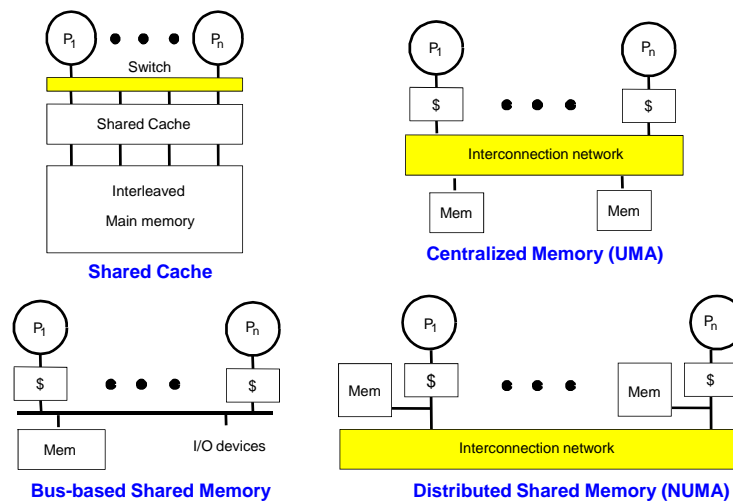 P1 Pn
Switch
Shared Cache
Interleaved
Main memory
Shared Cache
P1 Pn
$ $
Interconnection network
Mem Mem
Centralized Memory (UMA)
P1 Pn
$ $
Mem I/O devices
Bus-based Shared Memory
P1 Pn
Mem $ Mem $
Interconnection network
Distributed Shared Memory (NUMA)